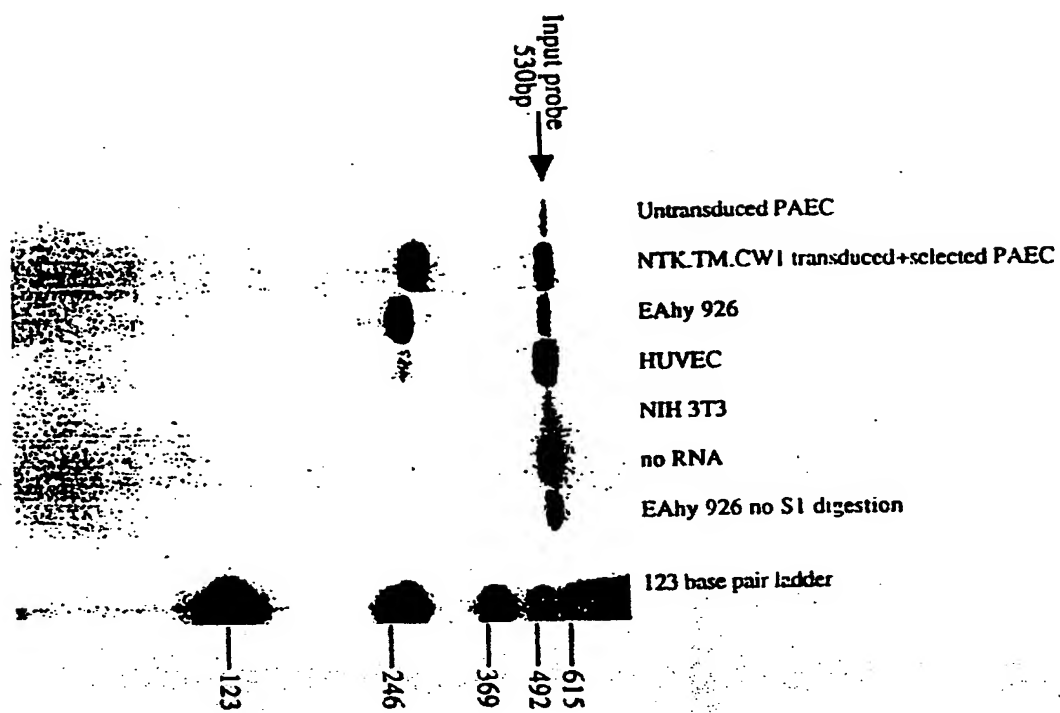 Input probe
530bp
Untransduced PAEC
NTK.TM.CW1 transduced+selected PAEC
EAhy 926
HUVEC
NIH 3T3
no RNA
EAhy 926 no S1 digestion
123 base pair ladder
123
246
369
492
615